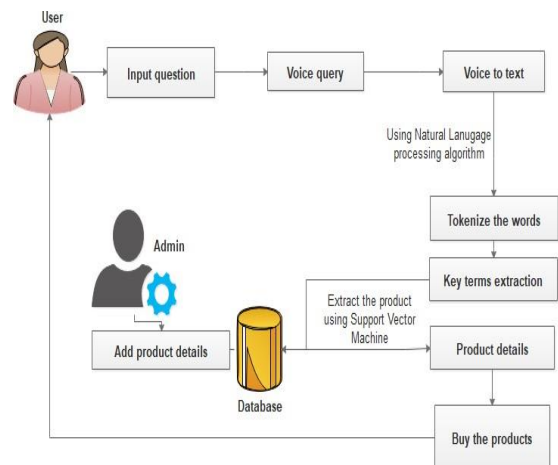 User
Input question
Voice query
Voice to text
Using Natural Lanugage
processing algorithm
Tokenize the words
Admin
Key terms extraction
Extract the product
using Support Vector
Machine
Add product details
Product details
Database
Buy the products